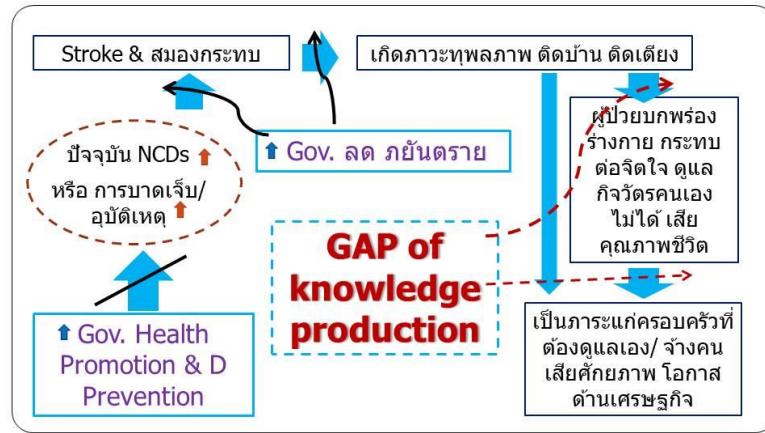 Stroke & สมองกระทบ
เกิดภาวะทุพลภาพ ติดบ้าน ติดเตียง
Gov. ลด ภยันตราย
ปัจจุบัน NCDs
หรือ การบาดเจ็บ/
อุบัติเหตุ
ผู้ป่วยบกพร่อง
ร่างกาย กระทบ
ต่อจิตใจ ดูแล
กิจวัตรคนเอง
ไม่ได้ เสีย
คุณภาพชีวิต
GAP of
knowledge
production
Gov. Health
Promotion & D
Prevention
เป็นภาระแก่ครอบครัวที่
ต้องดูแลเอง/ จ้างคน
เสียศักยภาพ โอกาส
ด้านเศรษฐกิจ